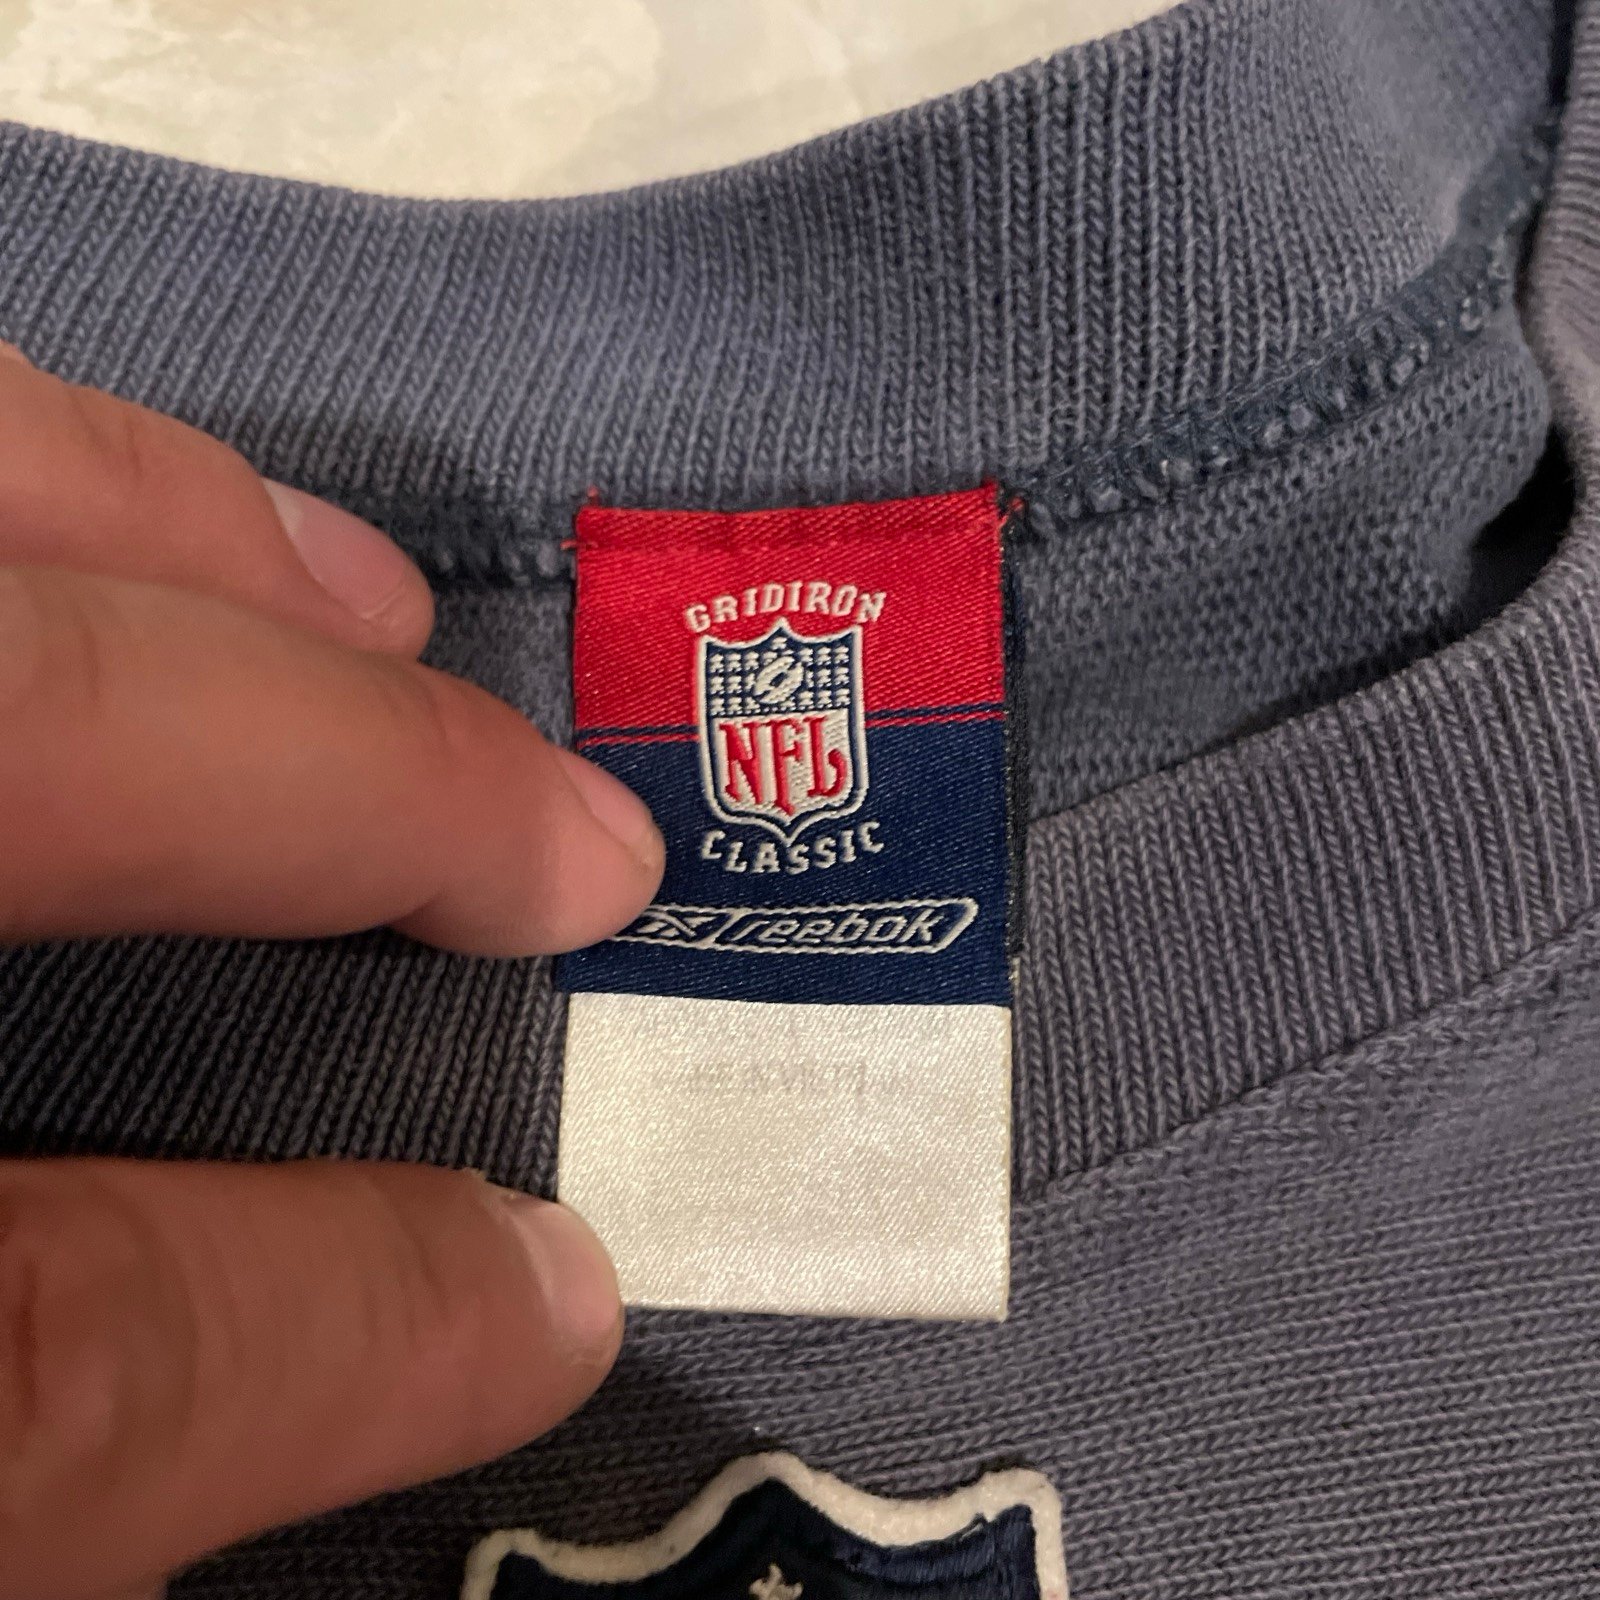 GRIDIRON
NFL
CLASSIC
reebok